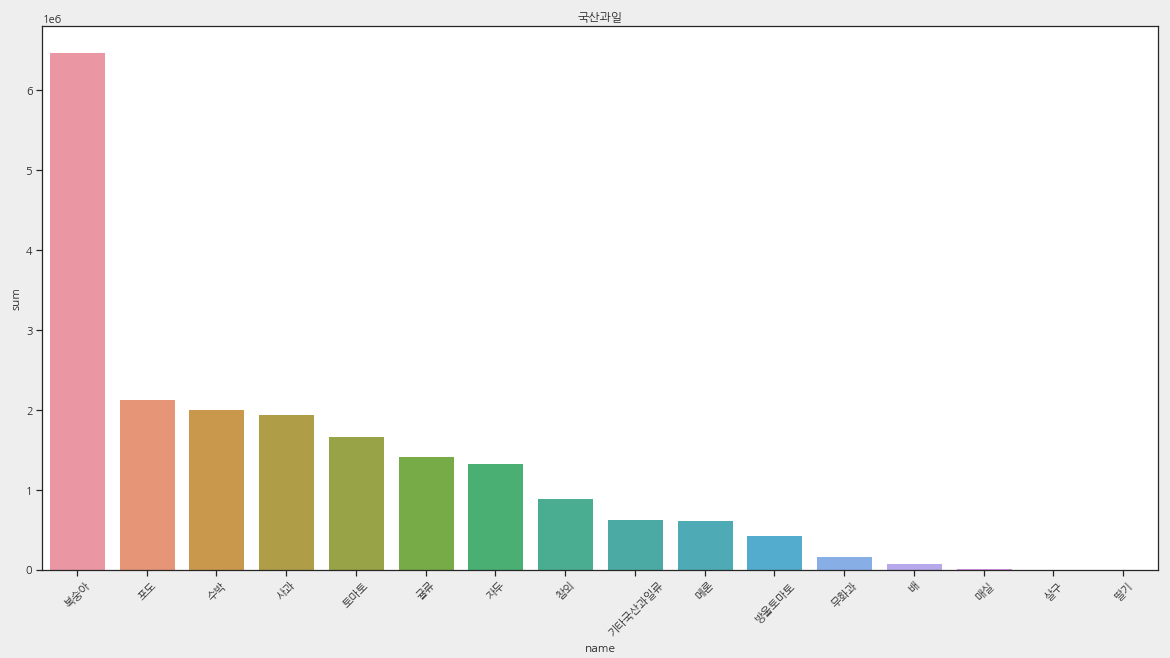 국산과일
1e6
6
5
4
3
2
1
0
sum
복숭아
포도
수박
사과
토마토
귤류
자두
참외
기타국산과일류
메론
방울토마토
무화과
배
매실
살구
딸기
name